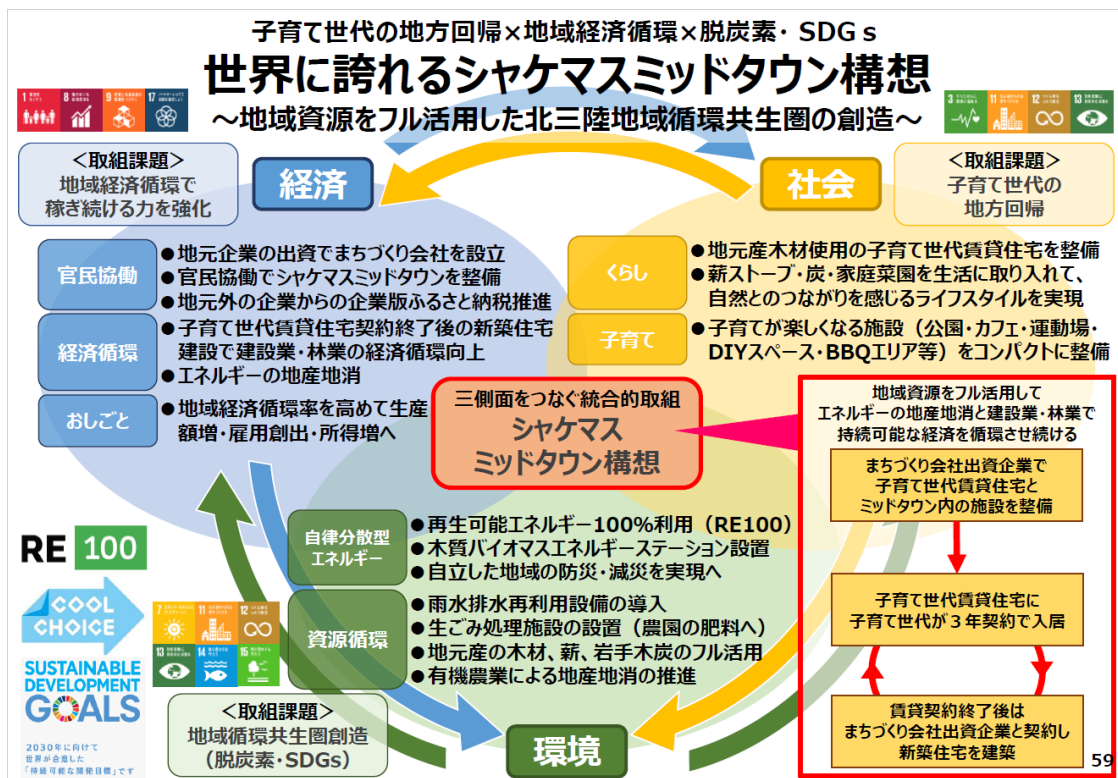 子育て世代の地方回帰×地域経済循環×脱炭素・SDGs
世界に誇れるシャケマスミッドタウン構想
～地域資源をフル活用した北三陸地域循環共生圏の創造～
1
8
9
17
3
11
12
13
<取組課題>
地域経済循環で
稼ぎ続ける力を強化
経済
社会
<取組課題>
子育て世代の
地方回帰
官民協働
●地元企業の出資でまちづくり会社を設立
●官民協働でシャケマスミッドタウンを整備
●地元外の企業からの企業版ふるさと納税推進
経済循環
●子育て世代賃貸住宅契約終了後の新築住宅
建設で建設業・林業の経済循環向上
●エネルギーの地産地消
おしごと
●地域経済循環率を高めて生産
額増・雇用創出・所得増へ
くらし
●地元産木材使用の子育て世代賃貸住宅を整備
●薪ストーブ・炭・家庭菜園を生活に取り入れて、
自然とのつながりを感じるライフスタイルを実現
子育て
●子育てが楽しくなる施設（公園・カフェ・運動場・
DIYスペース・BBQエリア等）をコンパクトに整備
三側面をつなぐ統合的取組
シャケマス
ミッドタウン構想
地域資源をフル活用して
エネルギーの地産地消と建設業・林業で
持続可能な経済を循環させ続ける
まちづくり会社出資企業で
子育て世代賃貸住宅と
ミッドタウン内の施設を整備
子育て世代賃貸住宅に
子育て世代が３年契約で入居
賃貸契約終了後は
まちづくり会社出資企業と契約し
新築住宅を建築
自律分散型
エネルギー
●再生可能エネルギー100%利用（RE100）
●木質バイオマスエネルギーステーション設置
●自立した地域の防災・減災を実現へ
資源循環
●雨水排水再利用設備の導入
●生ごみ処理施設の設置（農園の肥料へ）
●地元産の木材、薪、岩手木炭のフル活用
●有機農業による地産地消の推進
RE 100
COOL
CHOICE
SUSTAINABLE
DEVELOPMENT
GOALS
2030年に向けて
世界が合意した
「持続可能な開発目標」です
7
11
12
13
14
15
<取組課題>
地域循環共生圏創造
（脱炭素・SDGs）
環境
59